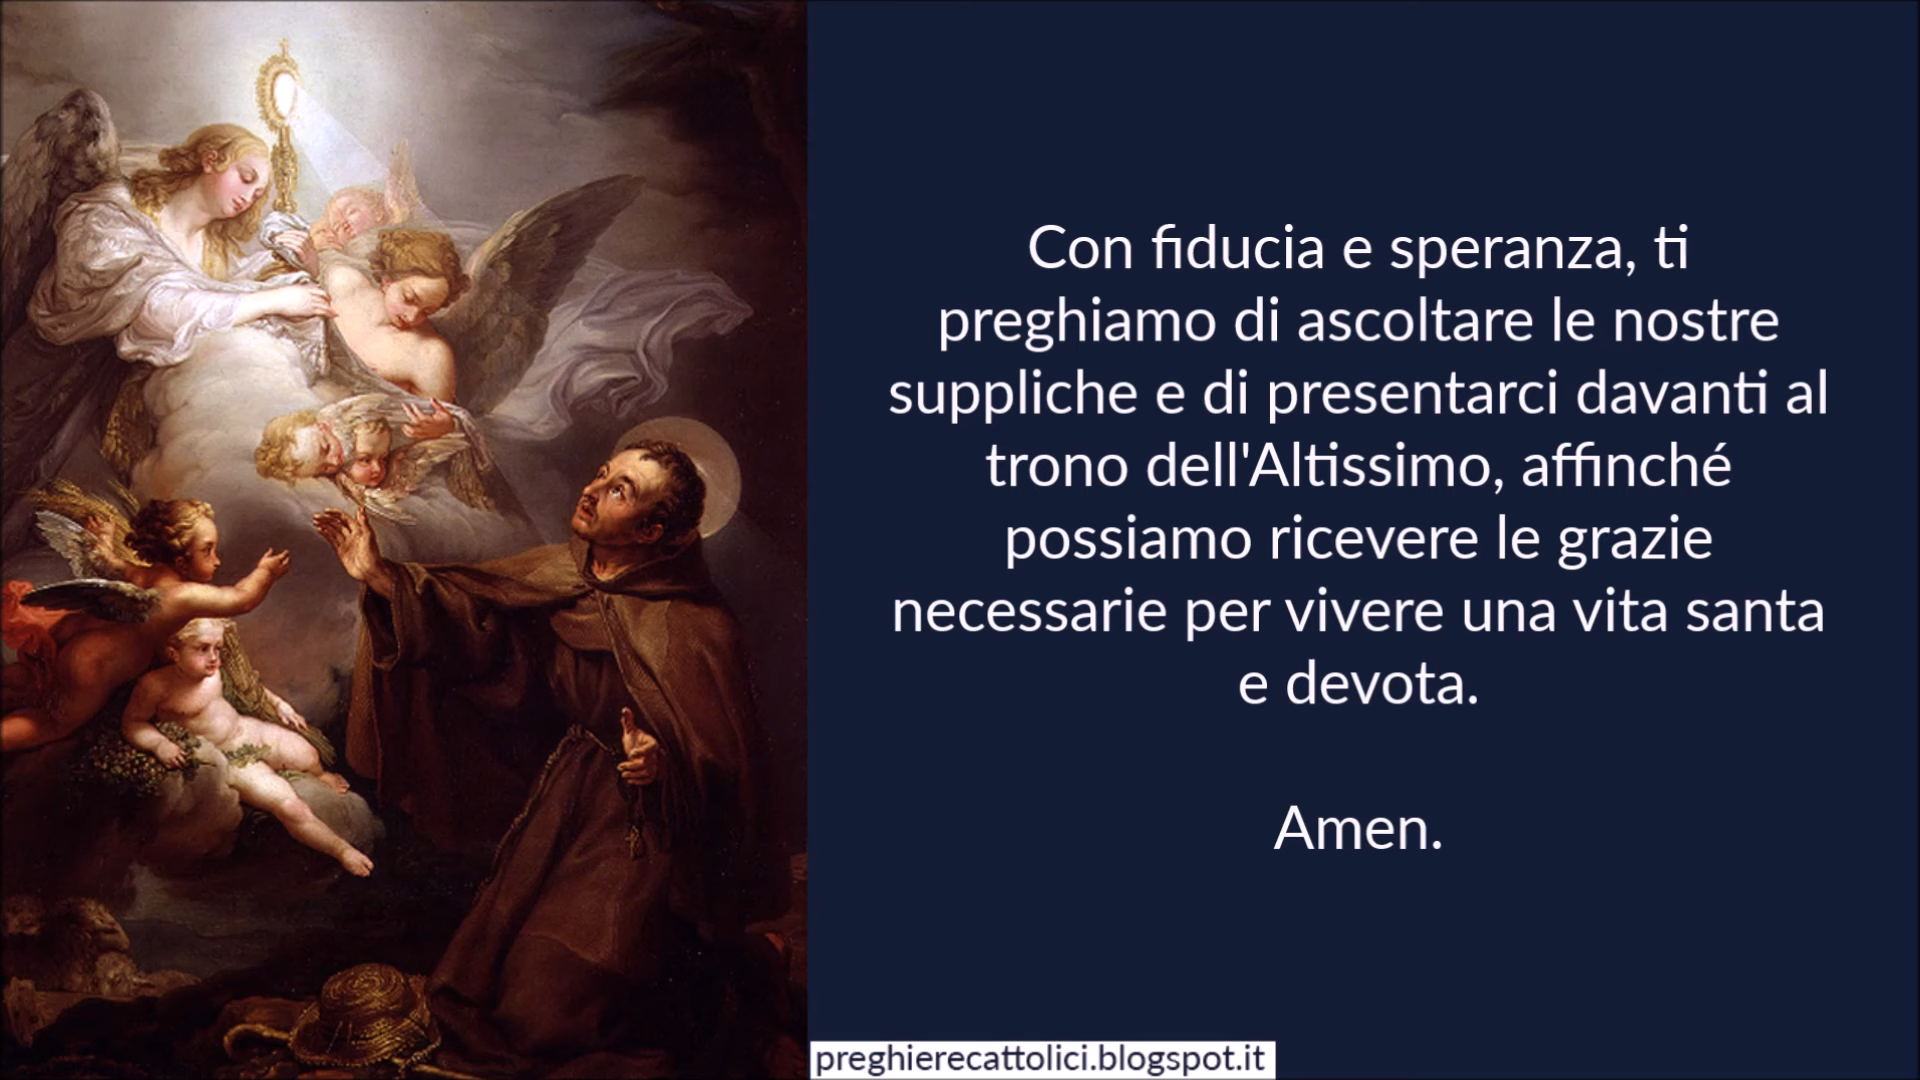 Con fiducia e speranza, ti
preghiamo di ascoltare le nostre
suppliche e di presentarci davanti al
trono dell'Altissimo, affinché
possiamo ricevere le grazie
necessarie per vivere una vita santa
e devota.
Amen.
preghierecattolici.blogspot.it